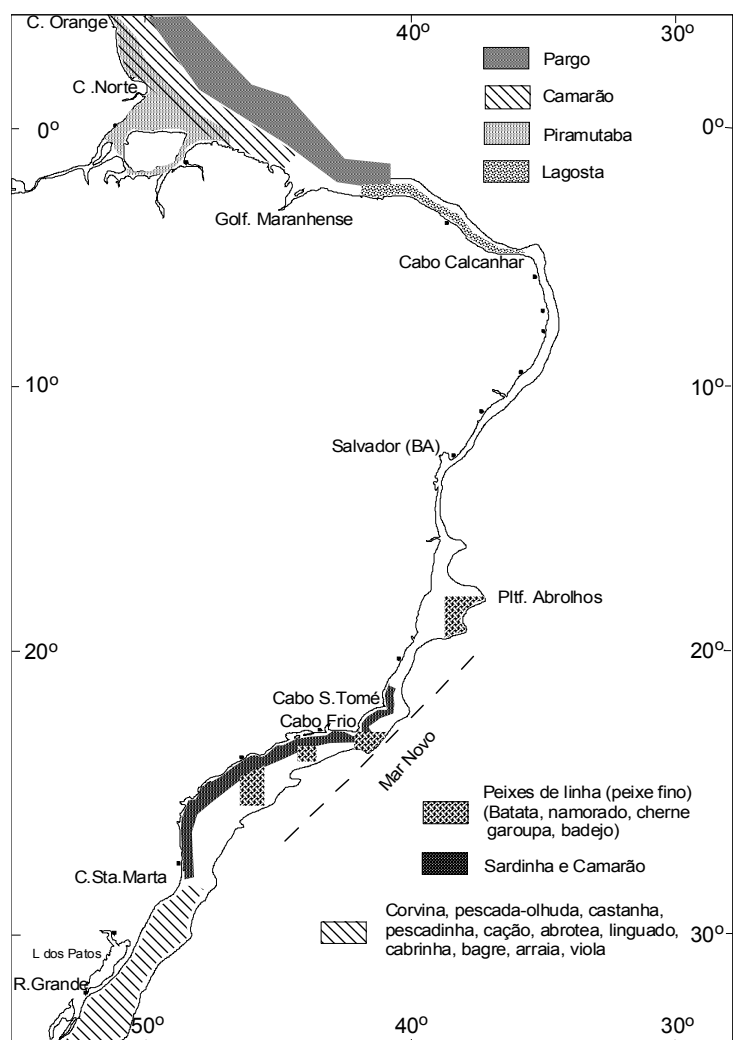 C. Orange
40º
30º
Pargo
C .Norte
Camarão
0º
0º
Piramutaba
Lagosta
Golf. Maranhense
Cabo Calcanhar
10º
10º
Salvador (BA)
Pltf. Abrolhos
20º
20º
Cabo S.Tomé
Cabo Frio
Mar Novo
Peixes de linha (peixe fino)
(Batata, namorado, cherne
garoupa, badejo)
Sardinha e Camarão
C.Sta.Marta
Corvina, pescada-olhuda, castanha,
pescadinha, cação, abrotea, linguado,
cabrinha, bagre, arraia, viola
30º
L dos Patos
R.Grande
50º
40º
30º